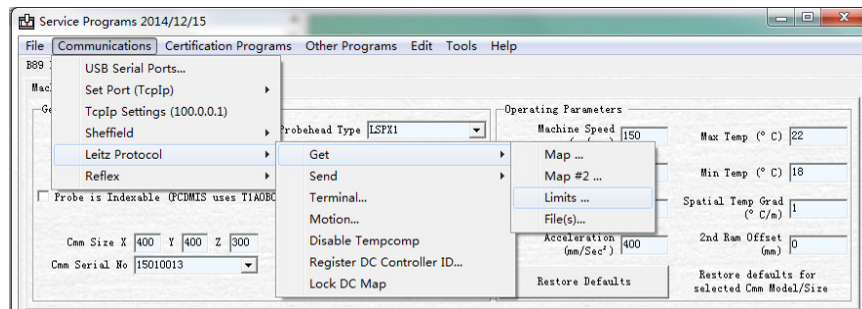 Service Programs 2014/12/15
File Communications Certification Programs Other Programs Edit Tools Help
B89
Mac
Ge
USB Serial Ports...
Set Port (TcpIp)
TcpIp Settings (100.0.0.1)
Sheffield
Leitz Protocol
Reflex
Get
Send
Terminal...
Motion...
Disable Tempcomp
Register DC Controller ID...
Lock DC Map
Map ...
Map #2 ...
Limits ...
File(s)...
Probehead Type LSPX1
Probe is Indexable (PCDMIS uses T1A0B0
Cmm Size X 400 Y 400 Z 300
Cmm Serial No 15010013
Operating Parameters
Machine Speed 150
Acceleration (mm/Sec²) 400
Restore Defaults
Max Temp (° C) 22
Min Temp (° C) 18
Spatial Temp Grad (° C/m) 1
2nd Ram Offset (mm) 0
Restore defaults for
selected Cmm Model/Size